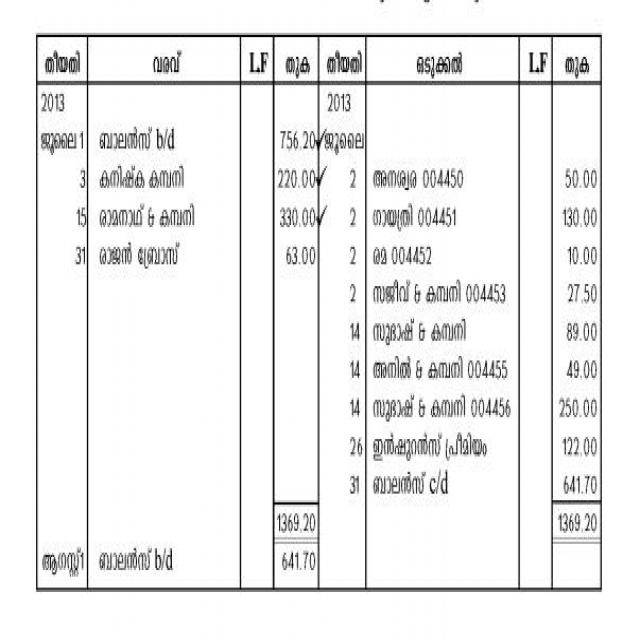 തീയതി വരവ് LF തുക തീയതി ഒടുക്കൽ LF തുക
2013 2013
ജൂലൈ 1 ബാലൻസ് b/d 756.20✓ ജൂലൈ
3 കനിഷ്ക കമ്പനി 220.00✓ 2 അനശ്വര 004450 50.00
15 രാമനാഥ് & കമ്പനി 330.00✓ 2 ഗായത്രി 004451 130.00
31 രാജൻ ബ്രോസ് 63.00 2 രമ 004452 10.00
2 സജീവ് & കമ്പനി 004453 27.50
14 സുഭാഷ് & കമ്പനി 89.00
14 അനിൽ & കമ്പനി 004455 49.00
14 സുഭാഷ് & കമ്പനി 004456 250.00
26 ഇൻഷുറൻസ് പ്രീമിയം 122.00
31 ബാലൻസ് c/d 641.70
1369.20 1369.20
ആഗസ്റ്റ്1 ബാലൻസ് b/d 641.70